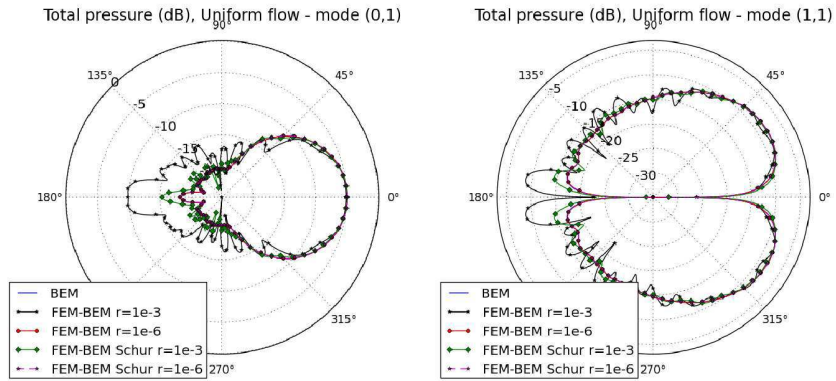 Total pressure (dB), Uniform flow - mode (0,1)
90°
135°
45°
0
-5
-10
-15
180°
0°
315°
270°
BEM
FEM-BEM r=1e-3
FEM-BEM r=1e-6
FEM-BEM Schur r=1e-3
FEM-BEM Schur r=1e-6
Total pressure (dB), Uniform flow - mode (1,1)
90°
135°
45°
-5
-10
-15
-20
-25
-30
180°
0°
315°
270°
BEM
FEM-BEM r=1e-3
FEM-BEM r=1e-6
FEM-BEM Schur r=1e-3
FEM-BEM Schur r=1e-6